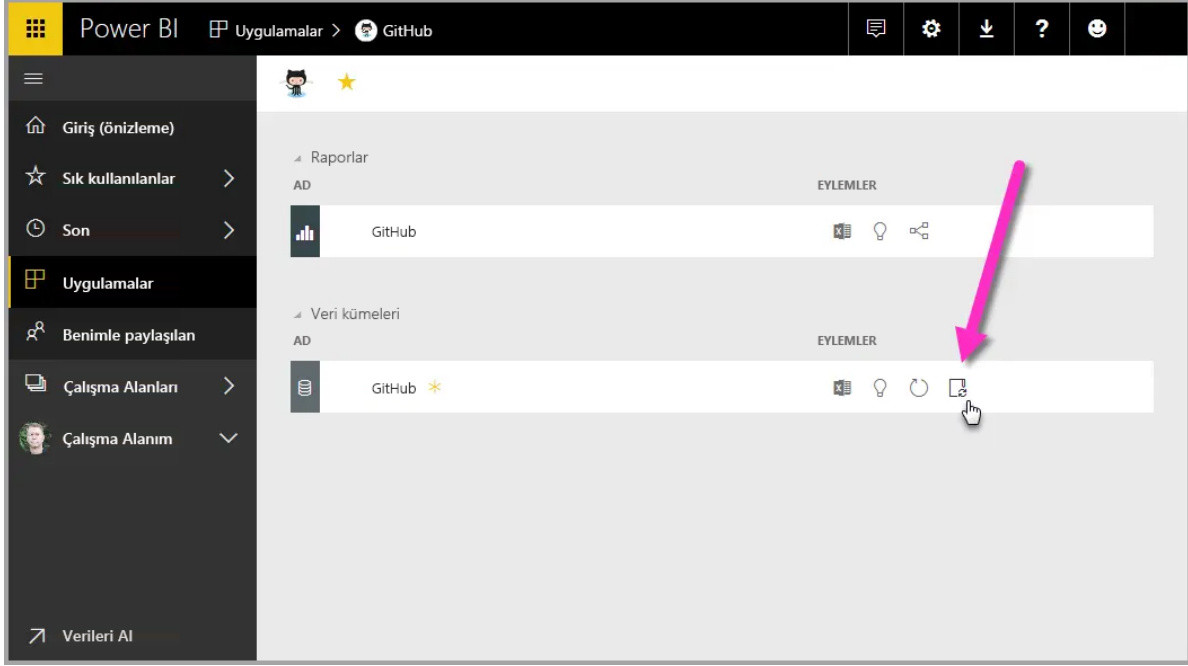 Power BI Uygulamalar > GitHub ?
Giriş (önizleme)
Sık kullanılanlar
Son
Uygulamalar
Benimle paylaşılan
Çalışma Alanları
Çalışma Alanım
Verileri Al
Raporlar
AD EYLEMLER
GitHub
Veri kümeleri
AD EYLEMLER
GitHub